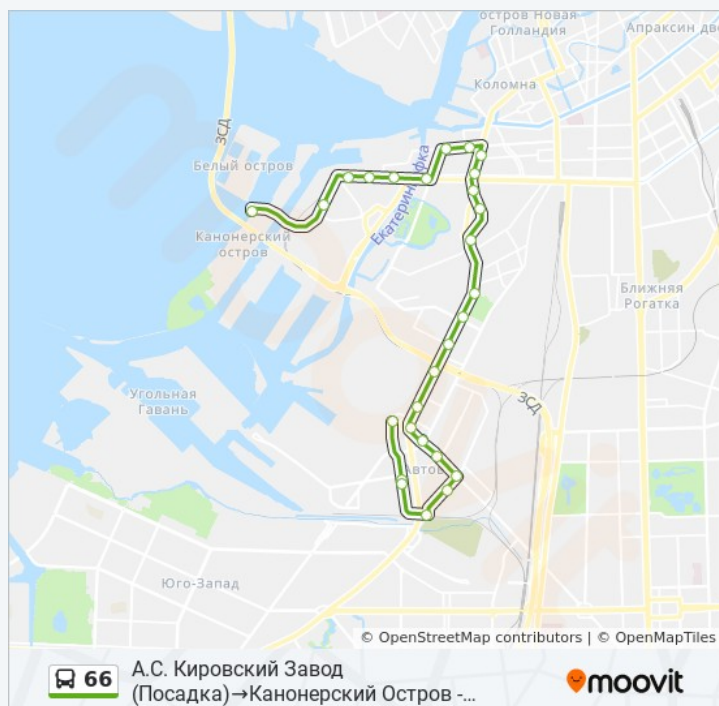 остров Новая
Голландия
Апраксин дво
Коломна
ЗСД
Белый остров
Екатерингофка
Канонерский
остров
Ближняя
Рогатка
Угольная
Гавань
ЗСД
Автово
Юго-Запад
© OpenStreetMap contributors | © OpenMapTiles
66
А.С. Кировский Завод
(Посадка)→Канонерский Остров -...
moovit